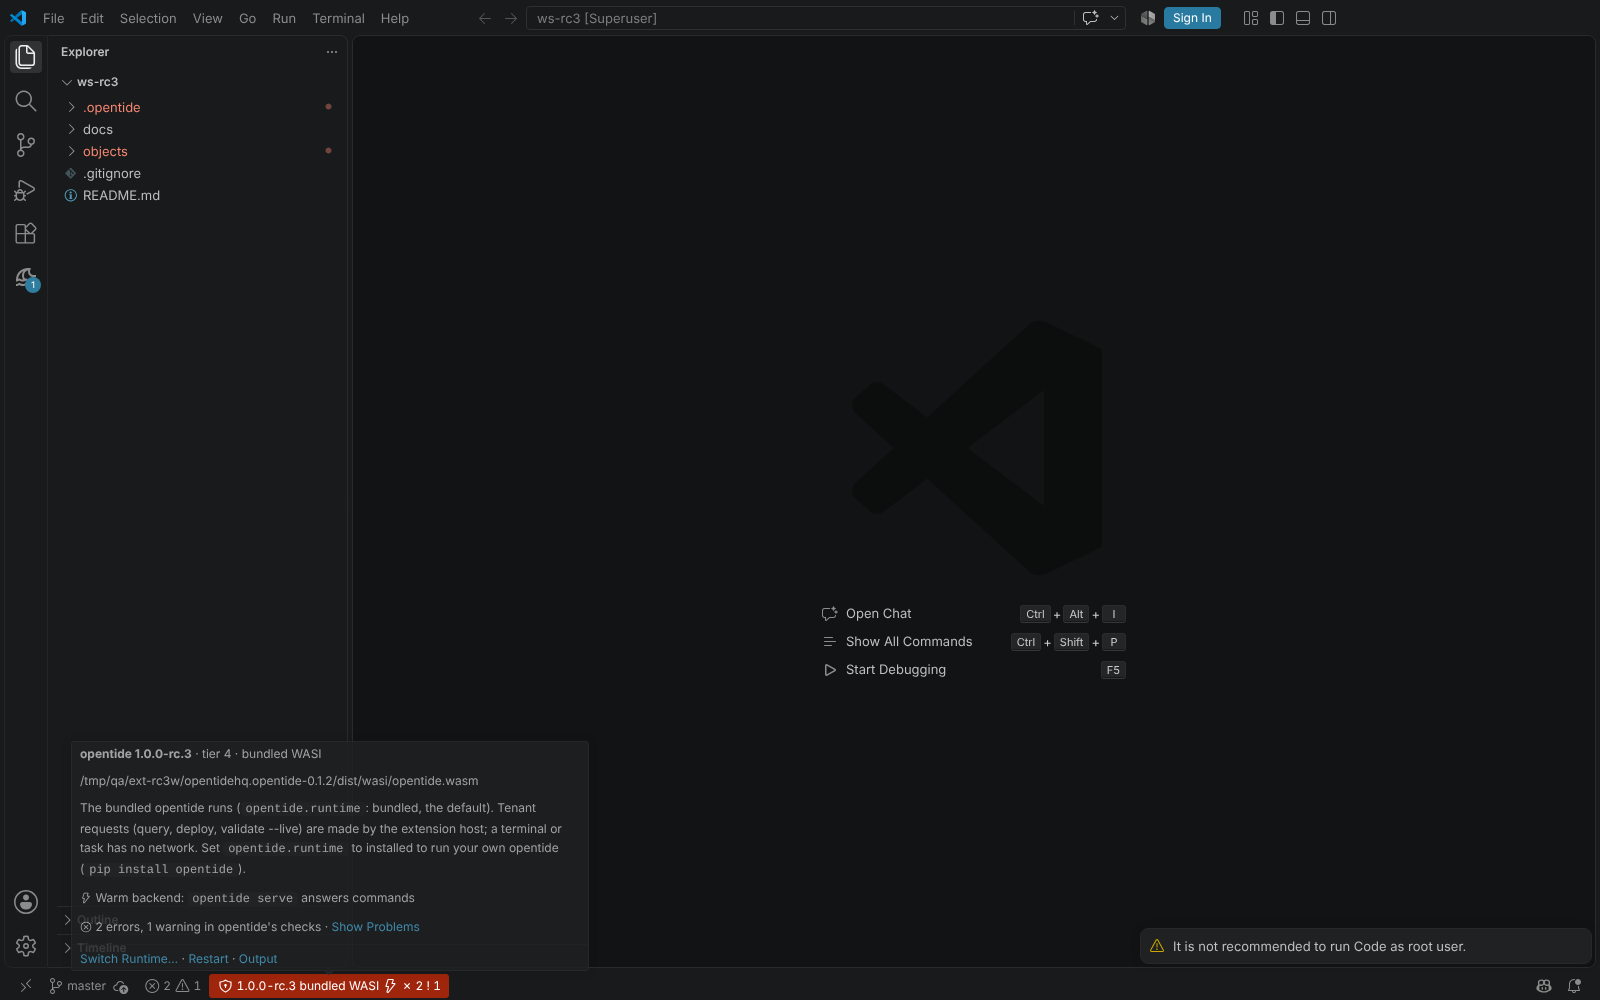 File Edit Selection View Go Run Terminal Help
ws-rc3 [Superuser]
Sign In
Explorer
ws-rc3
.opentide
docs
objects
.gitignore
README.md
1
Open Chat Ctrl + Alt + I
Show All Commands Ctrl + Shift + P
Start Debugging F5
opentide 1.0.0-rc.3 · tier 4 · bundled WASI
/tmp/qa/ext-rc3w/opentidehq.opentide-0.1.2/dist/wasi/opentide.wasm
The bundled opentide runs ( opentide.runtime : bundled, the default). Tenant
requests (query, deploy, validate --live) are made by the extension host; a terminal or
task has no network. Set opentide.runtime to installed to run your own opentide
( pip install opentide ).
Warm backend: opentide serve answers commands
Outline
2 errors, 1 warning in opentide's checks · Show Problems
Timeline
Switch Runtime... · Restart · Output
It is not recommended to run Code as root user.
master 2 1 1.0.0-rc.3 bundled WASI × 2 ! 1